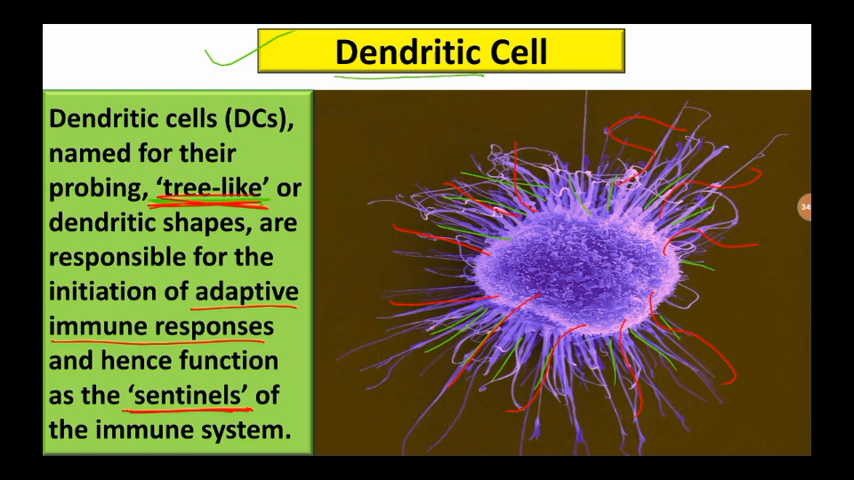 Dendritic Cell
Dendritic cells (DCs),
named for their
probing, ‘tree-like’ or
dendritic shapes, are
responsible for the
initiation of adaptive
immune responses
and hence function
as the ‘sentinels’ of
the immune system.
34